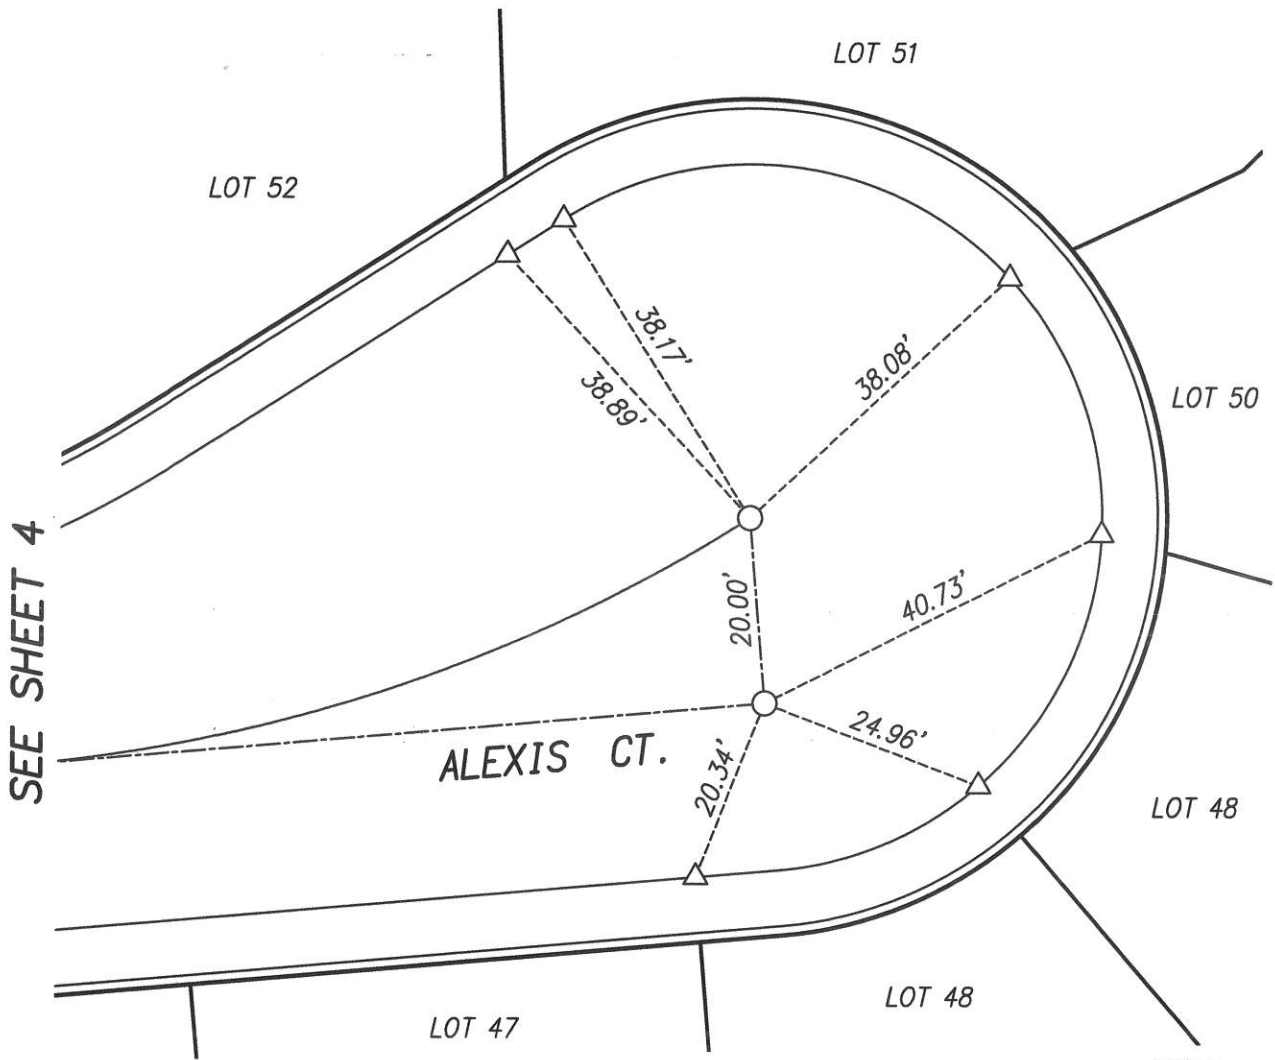 LOT 51
LOT 52
38.17'
38.89'
38.08'
LOT 50
SEE SHEET 4
20.00'
40.73'
24.96'
ALEXIS CT.
20.34'
LOT 48
LOT 48
LOT 47